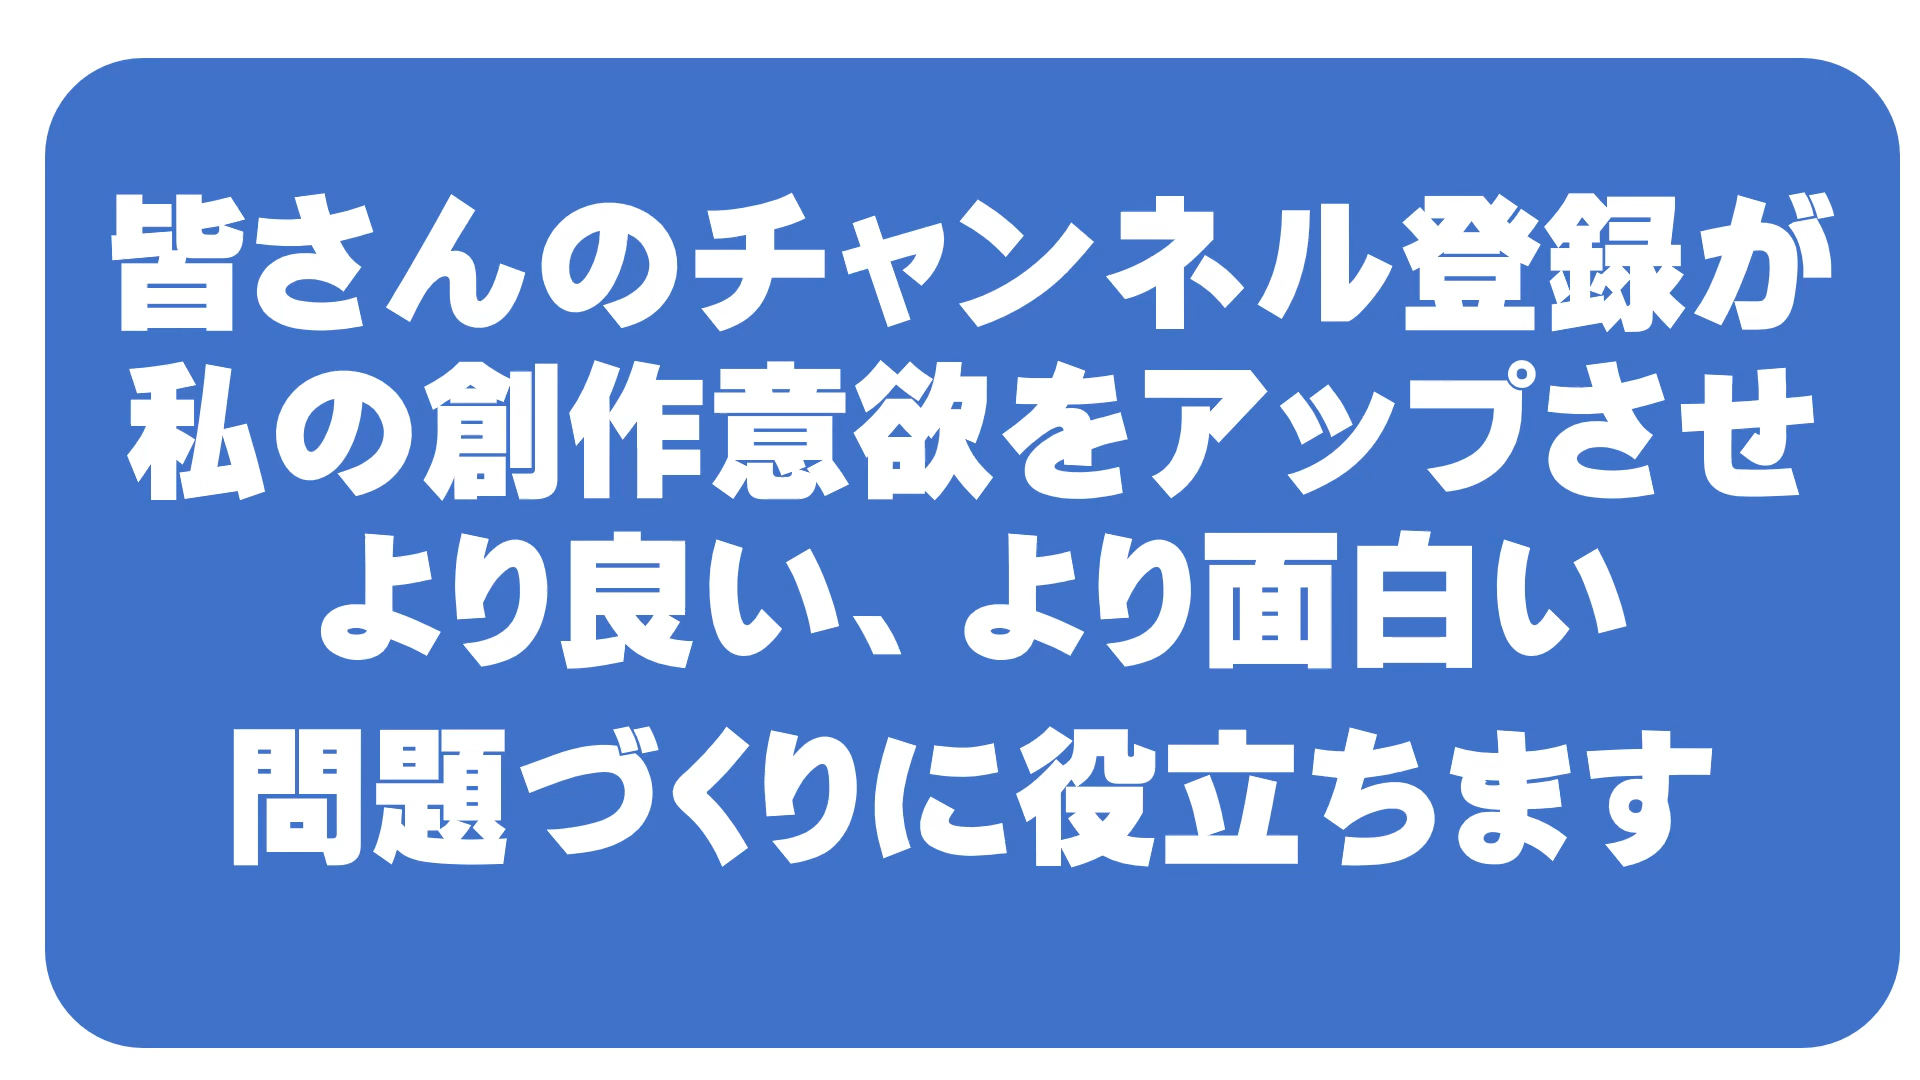 皆さんのチャンネル登録が
私の創作意欲をアップさせ
より良い、より面白い
問題づくりに役立ちます